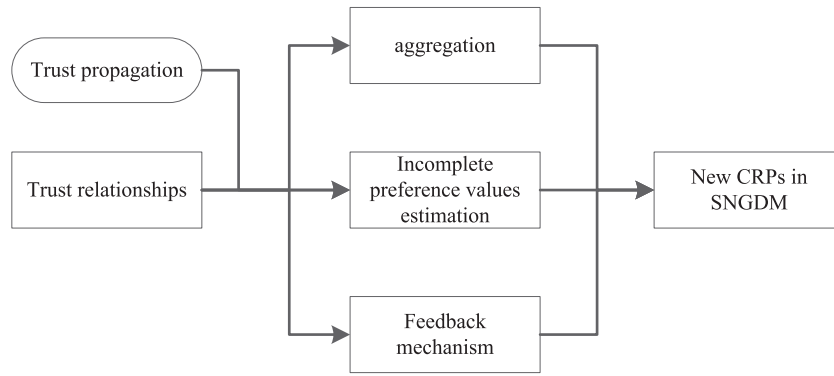 Trust propagation
Trust relationships
aggregation
Incomplete
preference values
estimation
Feedback
mechanism
New CRPs in
SNGDM